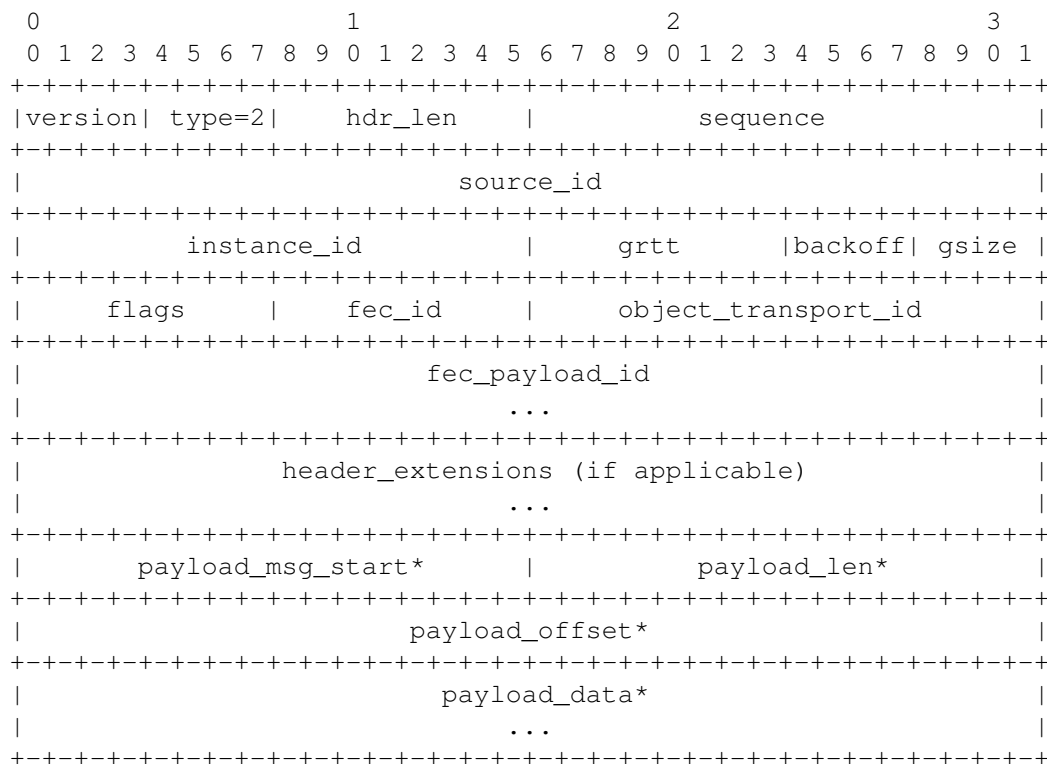 0                   1                   2                   3
 0 1 2 3 4 5 6 7 8 9 0 1 2 3 4 5 6 7 8 9 0 1 2 3 4 5 6 7 8 9 0 1
+-+-+-+-+-+-+-+-+-+-+-+-+-+-+-+-+-+-+-+-+-+-+-+-+-+-+-+-+-+-+-+-+
|version| type=2|    hdr_len    |          sequence             |
+-+-+-+-+-+-+-+-+-+-+-+-+-+-+-+-+-+-+-+-+-+-+-+-+-+-+-+-+-+-+-+-+
|                           source_id                           |
+-+-+-+-+-+-+-+-+-+-+-+-+-+-+-+-+-+-+-+-+-+-+-+-+-+-+-+-+-+-+-+-+
|          instance_id          |     grtt      |backoff| gsize |
+-+-+-+-+-+-+-+-+-+-+-+-+-+-+-+-+-+-+-+-+-+-+-+-+-+-+-+-+-+-+-+-+
|     flags     |    fec_id     |     object_transport_id       |
+-+-+-+-+-+-+-+-+-+-+-+-+-+-+-+-+-+-+-+-+-+-+-+-+-+-+-+-+-+-+-+-+
|                         fec_payload_id                        |
|                              ...                              |
+-+-+-+-+-+-+-+-+-+-+-+-+-+-+-+-+-+-+-+-+-+-+-+-+-+-+-+-+-+-+-+-+
|                header_extensions (if applicable)              |
|                              ...                              |
+-+-+-+-+-+-+-+-+-+-+-+-+-+-+-+-+-+-+-+-+-+-+-+-+-+-+-+-+-+-+-+-+
|       payload_msg_start*      |          payload_len*         |
+-+-+-+-+-+-+-+-+-+-+-+-+-+-+-+-+-+-+-+-+-+-+-+-+-+-+-+-+-+-+-+-+
|                        payload_offset*                        |
+-+-+-+-+-+-+-+-+-+-+-+-+-+-+-+-+-+-+-+-+-+-+-+-+-+-+-+-+-+-+-+-+
|                          payload_data*                        |
|                              ...                              |
+-+-+-+-+-+-+-+-+-+-+-+-+-+-+-+-+-+-+-+-+-+-+-+-+-+-+-+-+-+-+-+-+